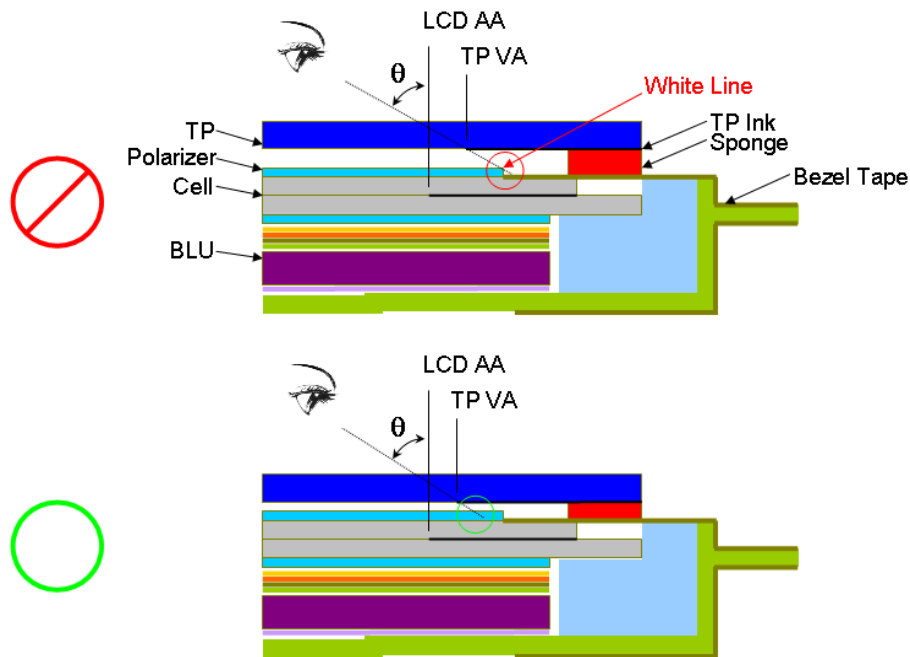 LCD AA
TP VA
θ
White Line
TP
TP Ink
Sponge
Polarizer
Cell
Bezel Tape
BLU
LCD AA
TP VA
θ